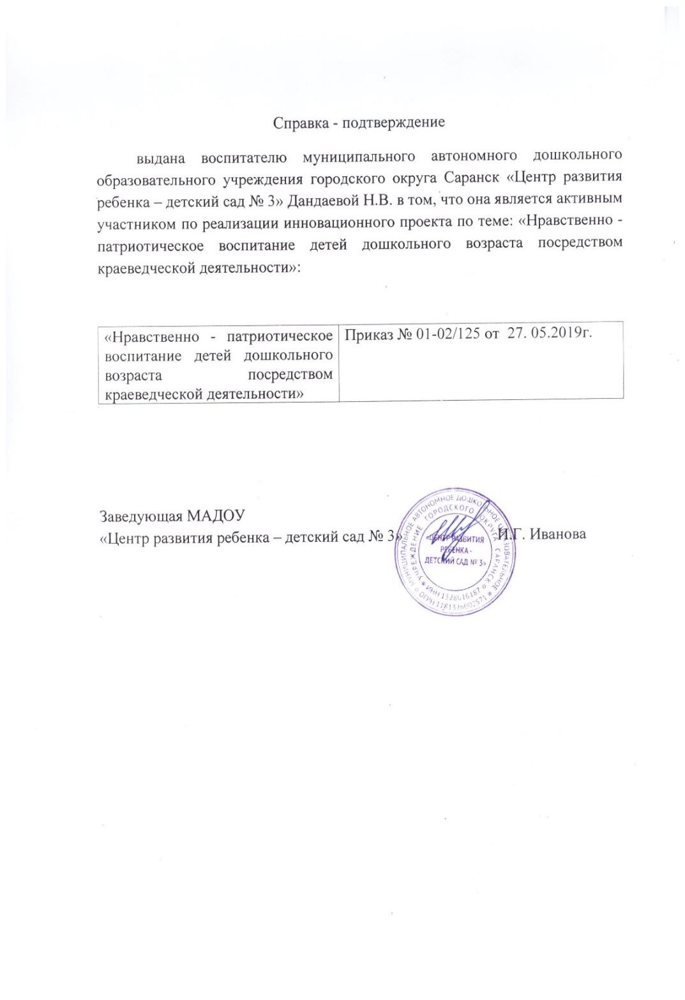 Справка - подтверждение
выдана воспитателю муниципального автономного дошкольного
образовательного учреждения городского округа Саранск «Центр развития
ребенка – детский сад № 3» Дандаевой Н.В. в том, что она является активным
участником по реализации инновационного проекта по теме: «Нравственно -
патриотическое воспитание детей дошкольного возраста посредством
краеведческой деятельности»:
«Нравственно - патриотическое
воспитание детей дошкольного
возраста посредством
краеведческой деятельности»
Приказ № 01-02/125 от 27. 05.2019г.
Заведующая МАДОУ
«Центр развития ребенка – детский сад № 3» И.Г. Иванова
МУНИЦИПАЛЬНОЕ АВТОНОМНОЕ ДОШКОЛЬНОЕ ОБРАЗОВАТЕЛЬНОЕ
УЧРЕЖДЕНИЕ ГОРОДСКОГО ОКРУГА САРАНСК
«ЦЕНТР РАЗВИТИЯ
РЕБЕНКА -
ДЕТСКИЙ САД № 3»
ИНН 1328016187
ОГРН